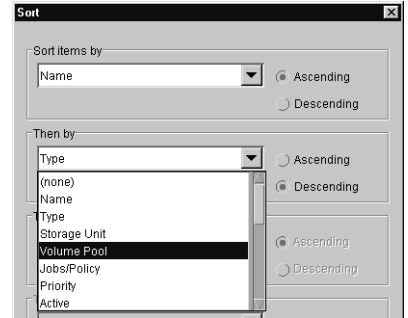 Sort
Sort items by
Name
Ascending
Descending
Then by
Type
Ascending
Descending
(none)
Name
Type
Storage Unit
Volume Pool
Jobs/Policy
Priority
Active
Ascending
Descending